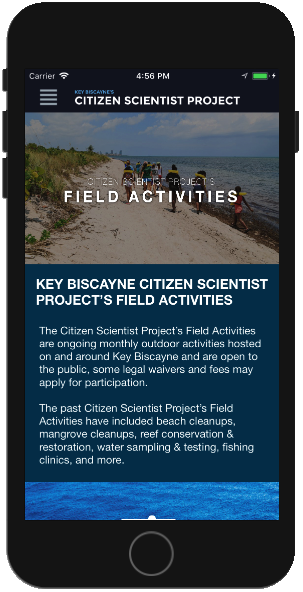 Carrier 4:56 PM
KEY BISCAYNE'S
CITIZEN SCIENTIST PROJECT
CITIZEN SCIENTIST PROJECT'S
FIELD ACTIVITIES
KEY BISCAYNE CITIZEN SCIENTIST
PROJECT'S FIELD ACTIVITIES
The Citizen Scientist Project's Field Activities
are ongoing monthly outdoor activities hosted
on and around Key Biscayne and are open to
the public, some legal waivers and fees may
apply for participation.
The past Citizen Scientist Project's Field
Activities have included beach cleanups,
mangrove cleanups, reef conservation &
restoration, water sampling & testing, fishing
clinics, and more.